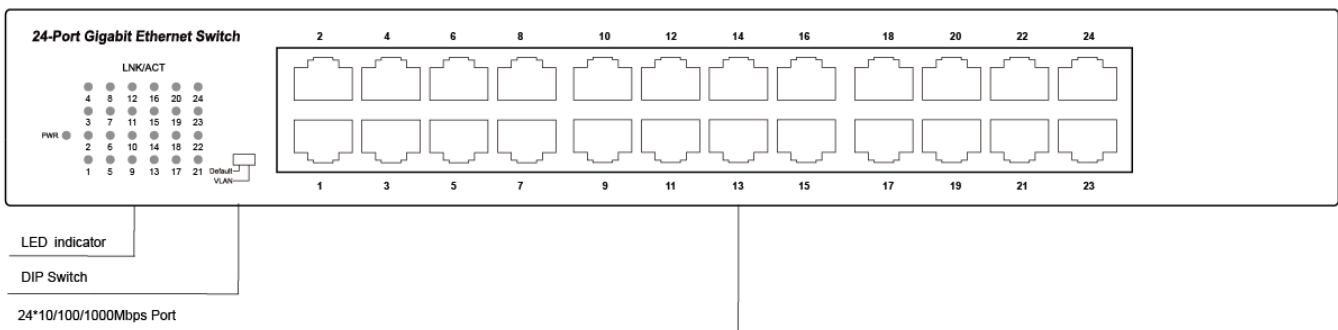 24-Port Gigabit Ethernet Switch
2 4 6 8 10 12 14 16 18 20 22 24
LNK/ACT
4 8 12 16 20 24
3 7 11 15 19 23
PWR
2 6 10 14 18 22
1 5 9 13 17 21
Default
VLAN
1 3 5 7 9 11 13 15 17 19 21 23
LED indicator
DIP Switch
24*10/100/1000Mbps Port